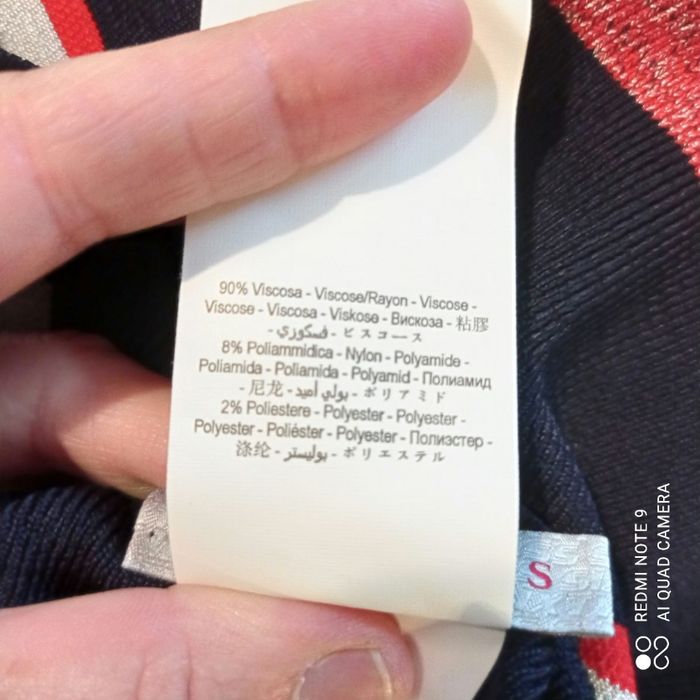 90% Viscosa - Viscose/Rayon - Viscose -
Viscose - Viscosa - Viskose - Вискоза - 粘膠
- فسكوزي - ビスコース
8% Poliammidica - Nylon - Polyamide -
Poliamida - Poliamida - Polyamid - Полиамид
- 尼龙 - بولي أميد - ポリアミド
2% Poliestere - Polyester - Polyester -
Polyester - Poliéster - Polyester - Полиэстер -
涤纶 - بوليستر - ポリエステル
S
REDMI NOTE 9
AI QUAD CAMERA